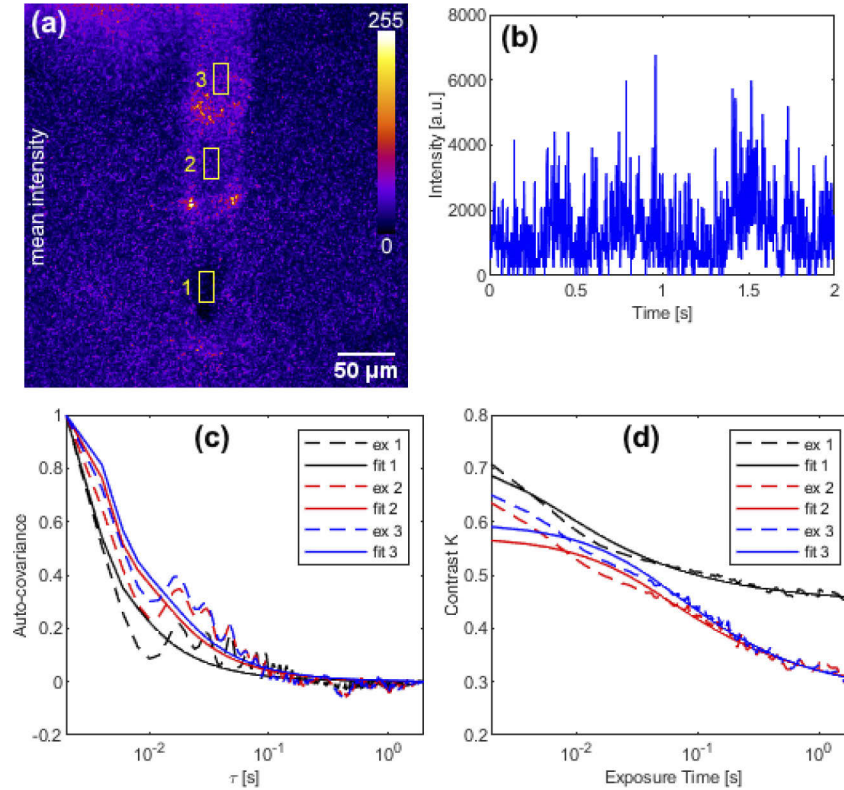 (a)
255
3
2
1
0
mean intensity
50 µm
(b)
8000
6000
4000
2000
0
Intensity [a.u.]
0
0.5
1
1.5
2
Time [s]
(c)
1
0.8
0.6
0.4
0.2
0
-0.2
Auto-covariance
ex 1
fit 1
ex 2
fit 2
ex 3
fit 3
10-2
10-1
100
τ [s]
(d)
0.8
0.7
0.6
0.5
0.4
0.3
0.2
Contrast K
ex 1
fit 1
ex 2
fit 2
ex 3
fit 3
10-2
10-1
100
Exposure Time [s]